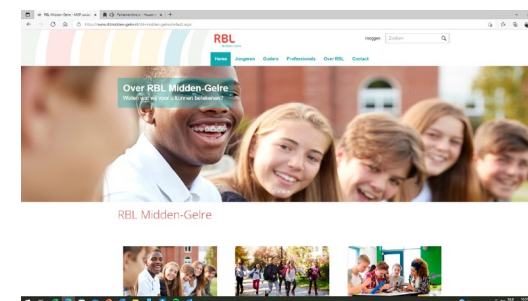 RBL
Inloggen
Zoeken
Home Jongeren Ouders Professionals Over RBL Contact
Over RBL Midden-Gelre
Weten wat wij voor u kunnen betekenen?
RBL Midden-Gelre